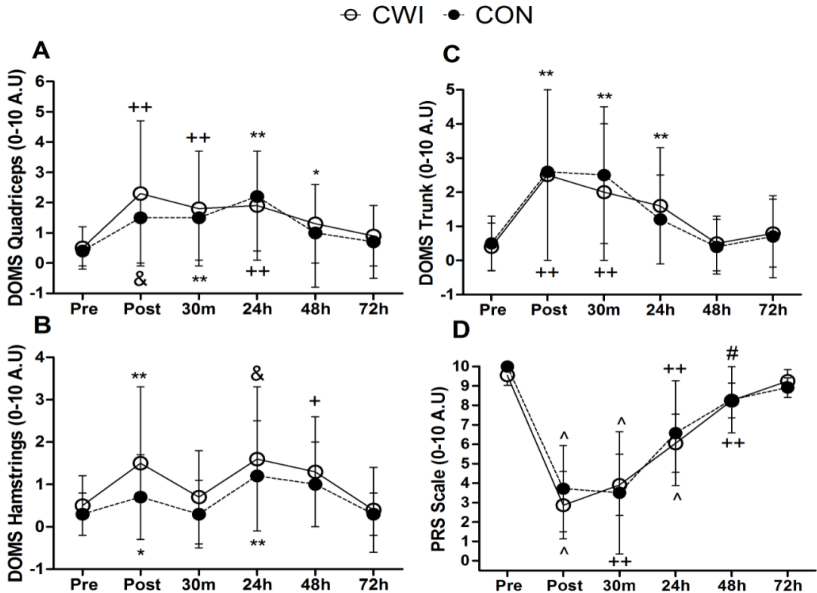 CWI CON
A
DOMS Quadriceps (0-10 A.U)
6
5
4
3
2
1
0
-1
++ ++ ** *
& ** ++
Pre Post 30m 24h 48h 72h
B
DOMS Hamstrings (0-10 A.U)
4
3
2
1
0
-1
** & +
* **
Pre Post 30m 24h 48h 72h
C
DOMS Trunk (0-10 A.U)
5
4
3
2
1
0
-1
** ** **
++ ++
Pre Post 30m 24h 48h 72h
D
PRS Scale (0-10 A.U)
10
9
8
7
6
5
4
3
2
1
0
^ ^ ++ #
^ ++ ^ ++
Pre Post 30m 24h 48h 72h